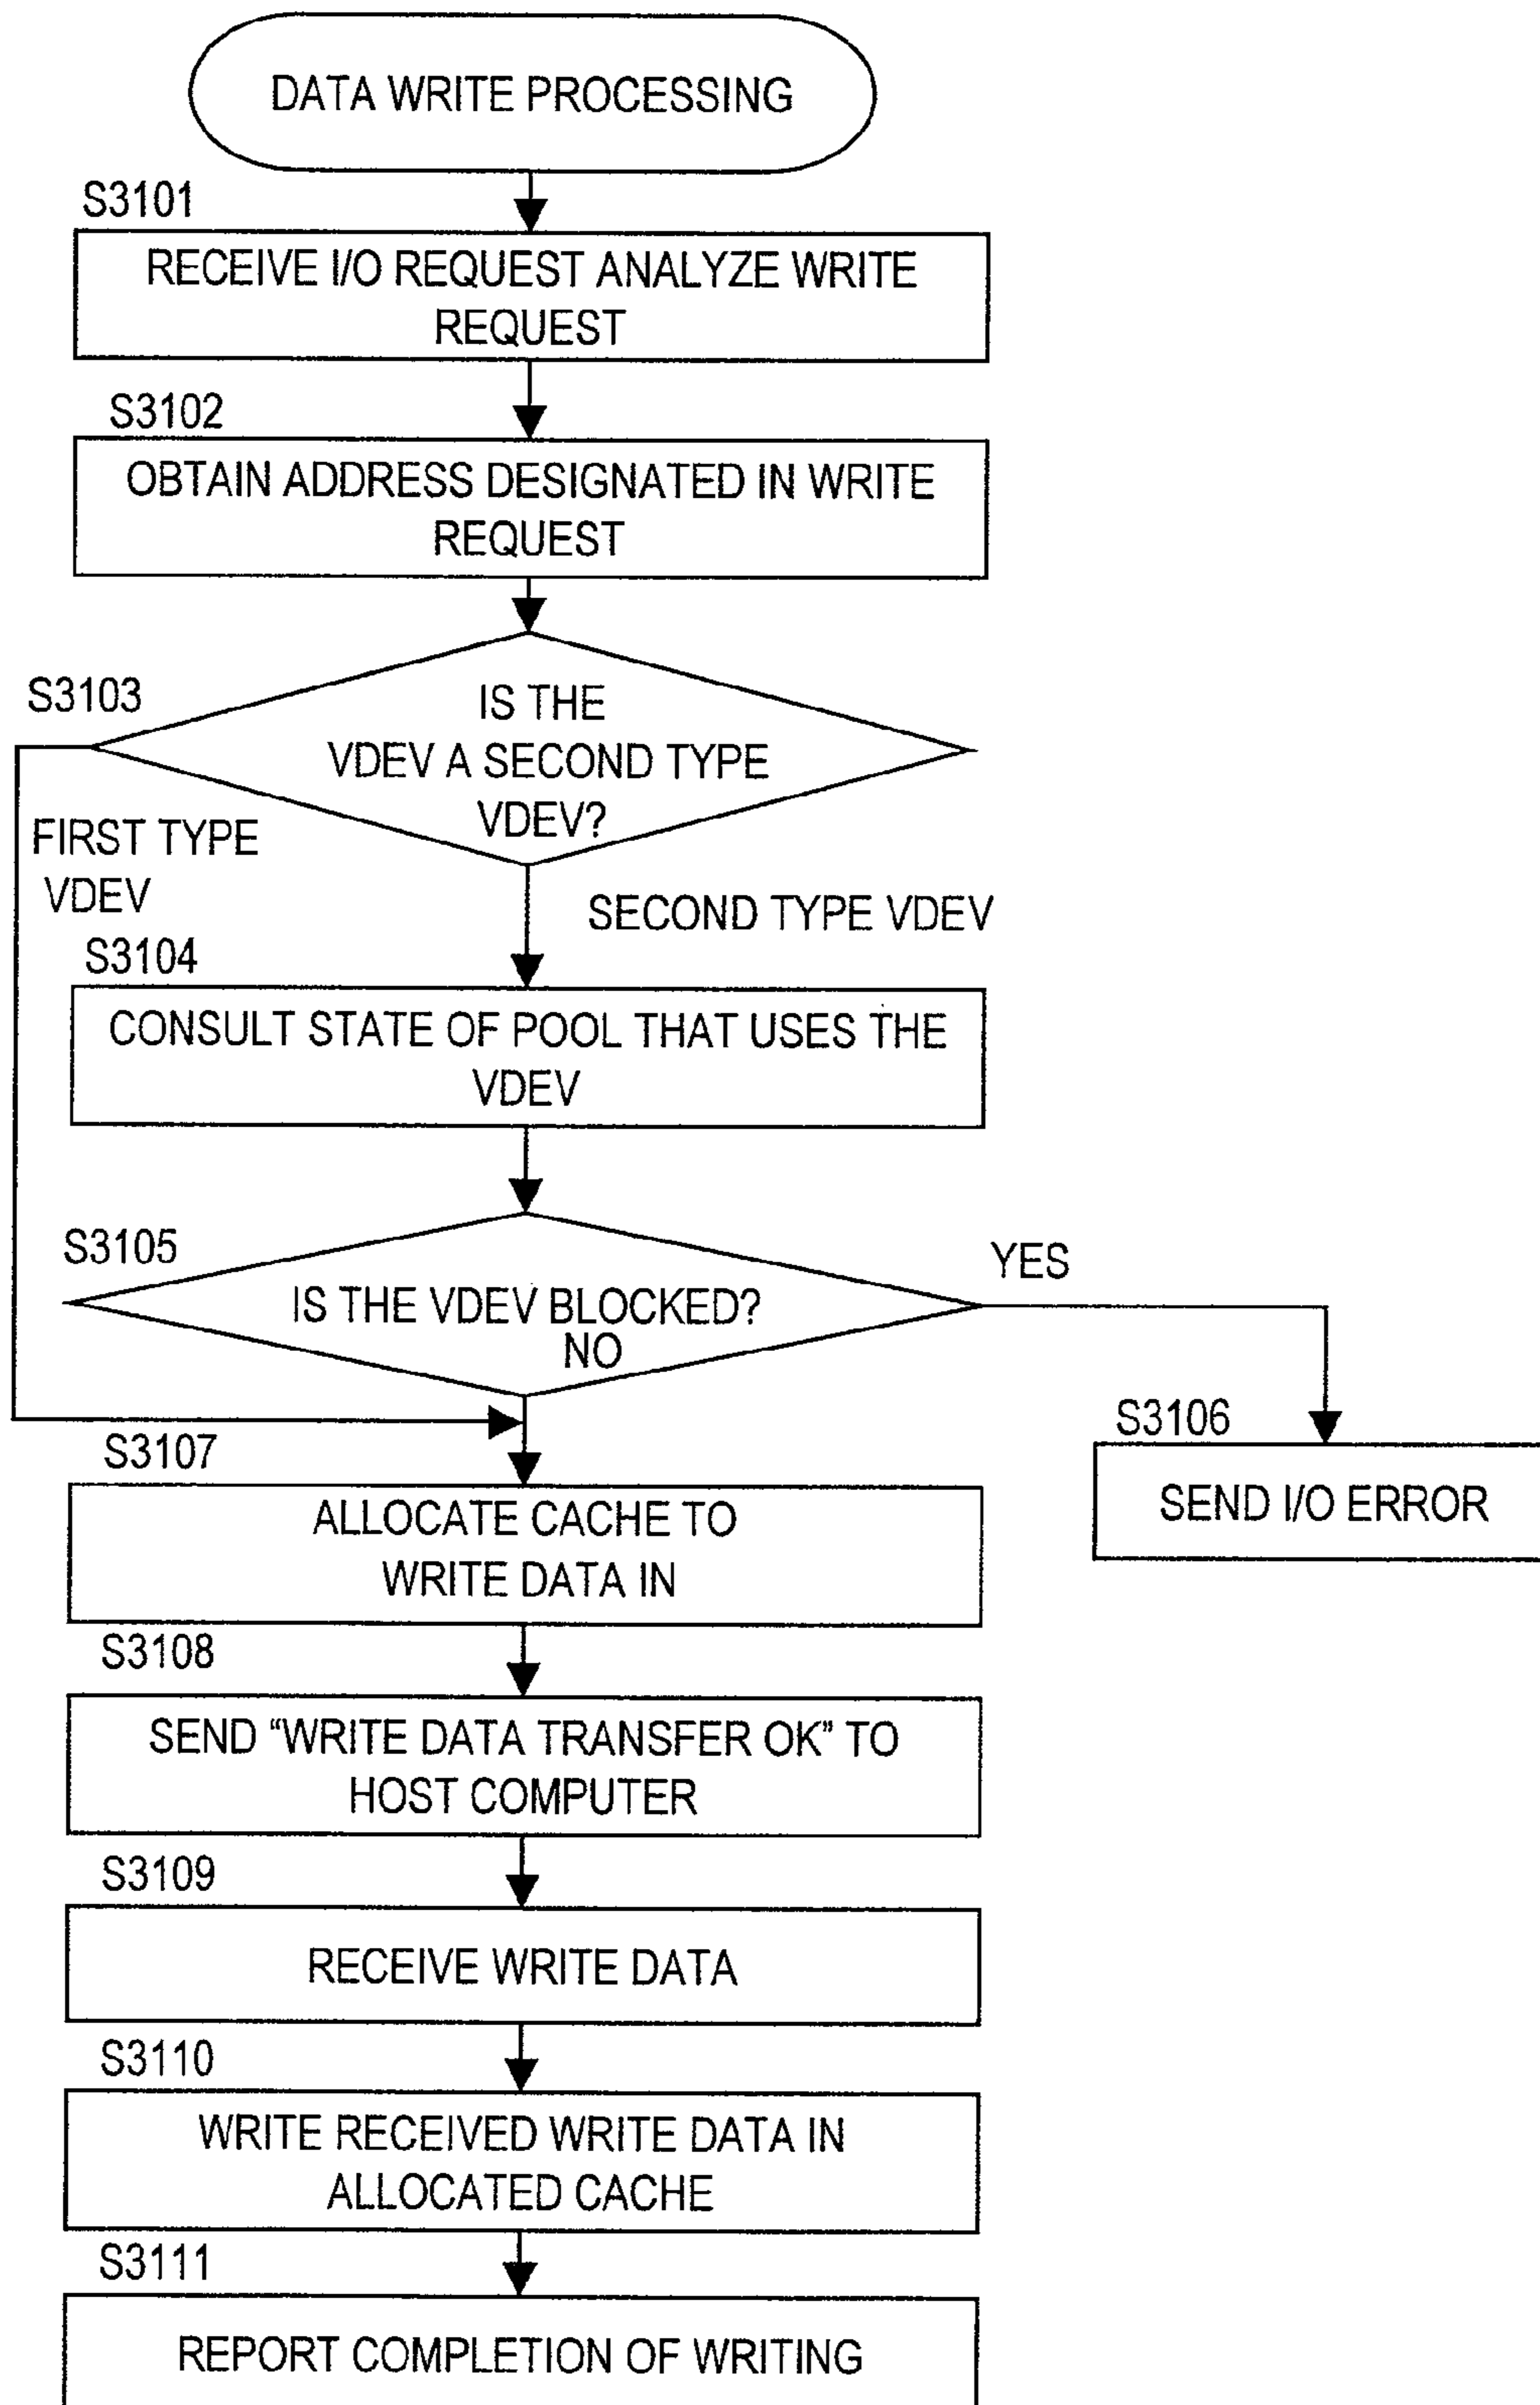 DATA WRITE PROCESSING
S3101
RECEIVE I/O REQUEST ANALYZE WRITE
REQUEST
S3102
OBTAIN ADDRESS DESIGNATED IN WRITE
REQUEST
S3103
IS THE
VDEV A SECOND TYPE
VDEV?
FIRST TYPE
VDEV
SECOND TYPE VDEV
S3104
CONSULT STATE OF POOL THAT USES THE
VDEV
S3105
IS THE VDEV BLOCKED?
YES
NO
S3106
SEND I/O ERROR
S3107
ALLOCATE CACHE TO
WRITE DATA IN
S3108
SEND “WRITE DATA TRANSFER OK” TO
HOST COMPUTER
S3109
RECEIVE WRITE DATA
S3110
WRITE RECEIVED WRITE DATA IN
ALLOCATED CACHE
S3111
REPORT COMPLETION OF WRITING